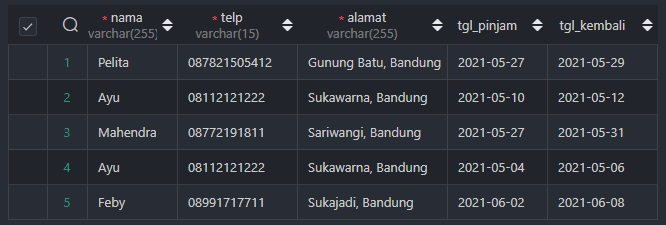 * nama * telp * alamat tgl_pinjam tgl_kembali
varchar(255) varchar(15) varchar(255)
1 Pelita 087821505412 Gunung Batu, Bandung 2021-05-27 2021-05-29
2 Ayu 08112121222 Sukawarna, Bandung 2021-05-10 2021-05-12
3 Mahendra 08772191811 Sariwangi, Bandung 2021-05-27 2021-05-31
4 Ayu 08112121222 Sukawarna, Bandung 2021-05-04 2021-05-06
5 Feby 08991717711 Sukajadi, Bandung 2021-06-02 2021-06-08